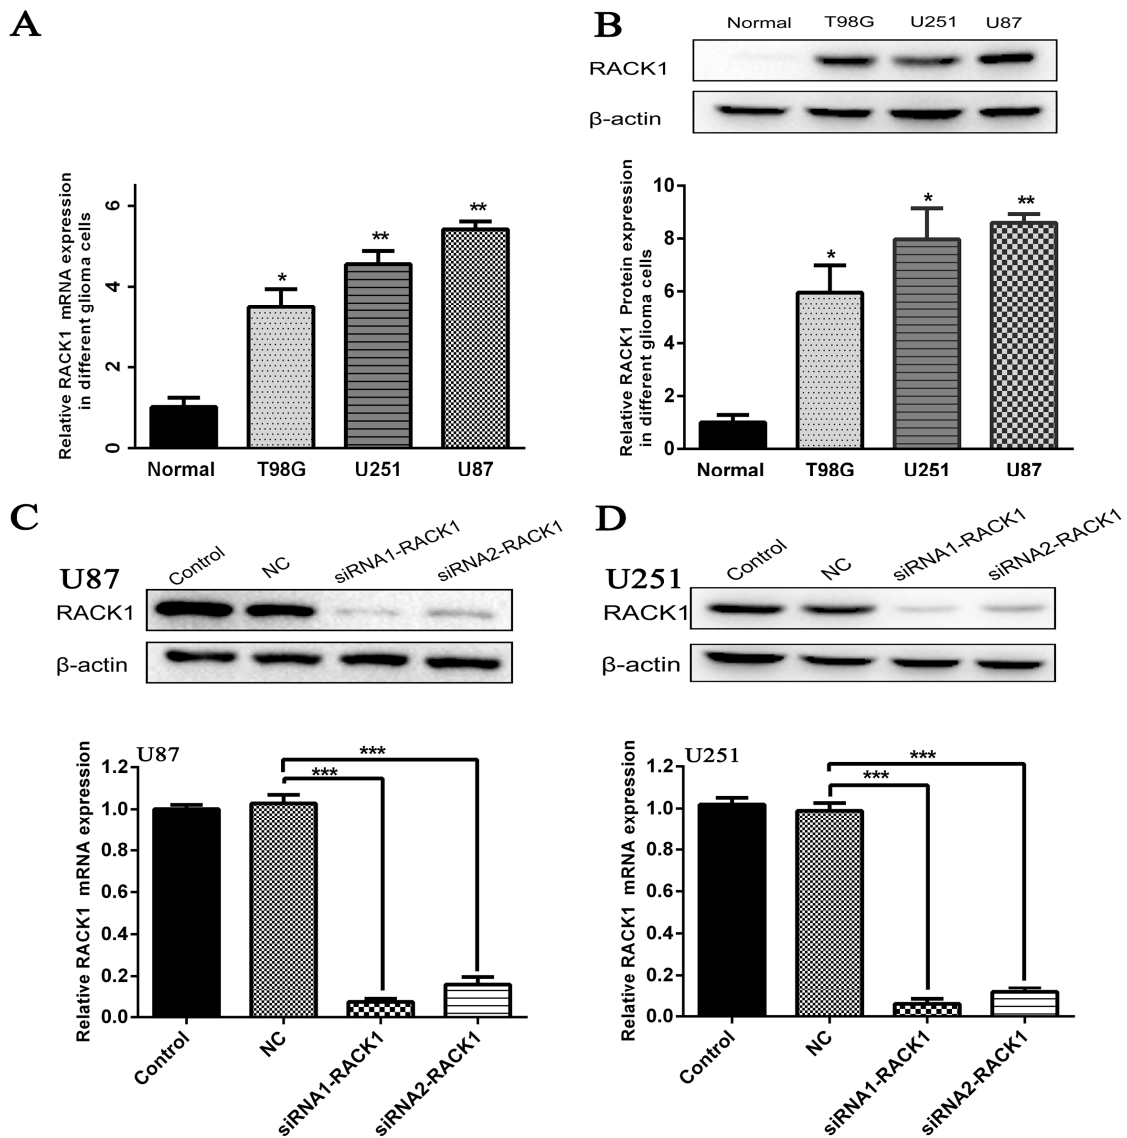 A
Relative RACK1 mRNA expression
in different glioma cells
6
4
2
0
*
**
**
Normal T98G U251 U87
B
Normal T98G U251 U87
RACK1
β-actin
Relative RACK1 Protein expression
in different glioma cells
10
8
6
4
2
0
*
*
**
Normal T98G U251 U87
C
U87
Control NC siRNA1-RACK1 siRNA2-RACK1
RACK1
β-actin
U87
Relative RACK1 mRNA expression
1.2
1.0
0.8
0.6
0.4
0.2
0.0
***
***
Control NC siRNA1-RACK1 siRNA2-RACK1
D
U251
Control NC siRNA1-RACK1 siRNA2-RACK1
RACK1
β-actin
U251
Relative RACK1 mRNA expression
1.2
1.0
0.8
0.6
0.4
0.2
0.0
***
***
Control NC siRNA1-RACK1 siRNA2-RACK1